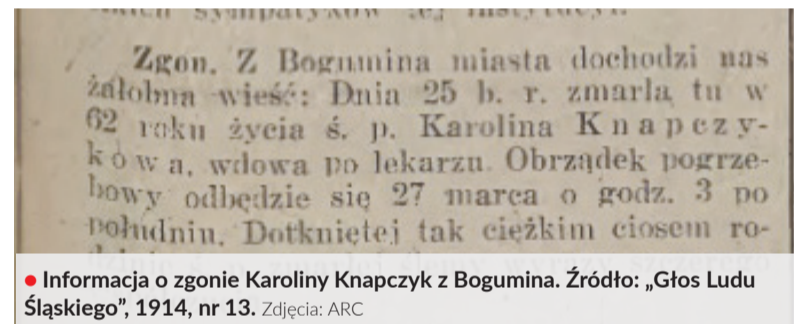 Zgon. Z Bogumina miasta dochodzi nas
żałobna wieść: Dnia 25 b. r. zmarła tu w
62 roku życia ś. p. Karolina Knapczy-
kowa, wdowa po lekarzu. Obrządek pogrze-
bowy odbędzie się 27 marca o godz. 3 po
południu. Dotkniętej tak ciężkim ciosem ro-
● Informacja o zgonie Karoliny Knapczyk z Bogumina. Źródło: „Głos Ludu
Śląskiego”, 1914, nr 13. Zdjęcia: ARC